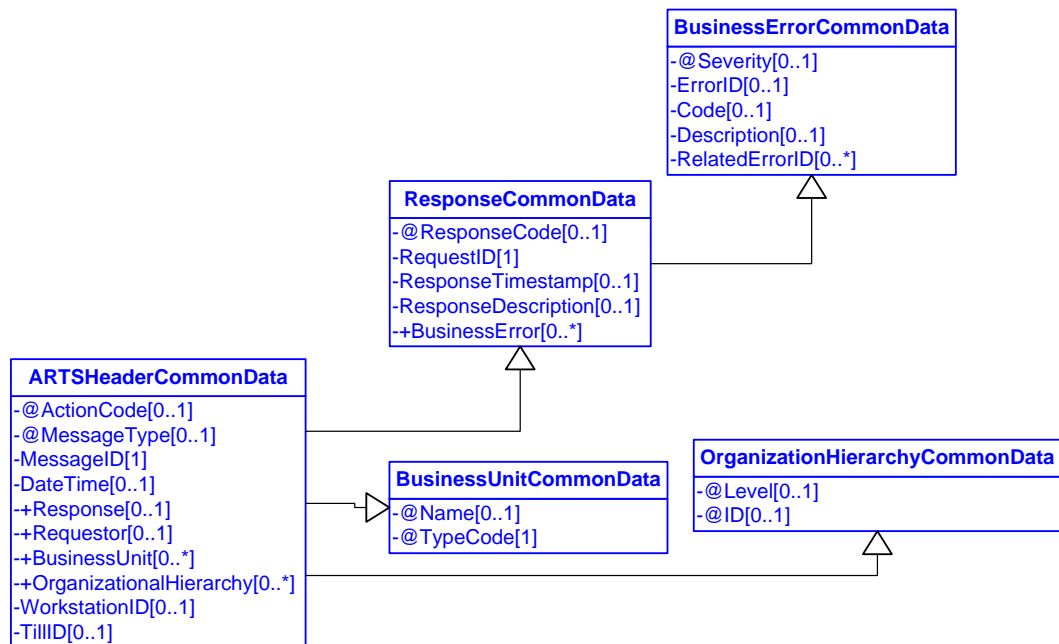 BusinessErrorCommonData
-@Severity[0..1]
-ErrorID[0..1]
-Code[0..1]
-Description[0..1]
-RelatedErrorID[0..*]
ResponseCommonData
-@ResponseCode[0..1]
-RequestID[1]
-ResponseTimestamp[0..1]
-ResponseDescription[0..1]
-+BusinessError[0..*]
ARTSHeaderCommonData
-@ActionCode[0..1]
-@MessageType[0..1]
-MessageID[1]
-DateTime[0..1]
-+Response[0..1]
-+Requestor[0..1]
-+BusinessUnit[0..*]
-+OrganizationalHierarchy[0..*]
-WorkstationID[0..1]
-TillID[0..1]
BusinessUnitCommonData
-@Name[0..1]
-@TypeCode[1]
OrganizationHierarchyCommonData
-@Level[0..1]
-@ID[0..1]